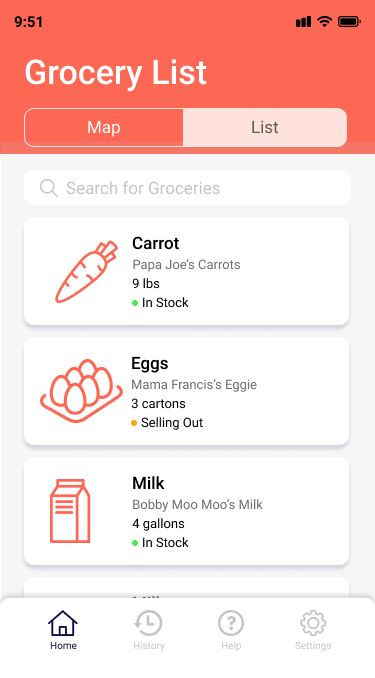 9:51
Grocery List
Map
List
Search for Groceries
Carrot
Papa Joe's Carrots
9 lbs
In Stock
Eggs
Mama Francis's Eggie
3 cartons
Selling Out
Milk
Bobby Moo Moo's Milk
4 gallons
In Stock
Home
History
Help
Settings